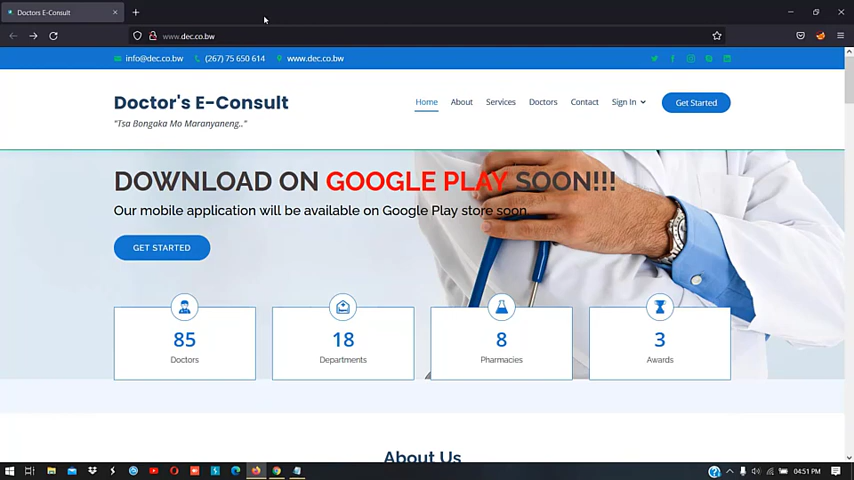 Doctors E-Consult
www.dec.co.bw
info@dec.co.bw (267) 75 650 614 www.dec.co.bw
Doctor's E-Consult
"Tsa Bongaka Mo Maranyaneng.."
Home About Services Doctors Contact Sign In Get Started
DOWNLOAD ON GOOGLE PLAY SOON!!!
Our mobile application will be available on Google Play store soon.
GET STARTED
85 18 8 3
Doctors Departments Pharmacies Awards
About Us
04:51 PM